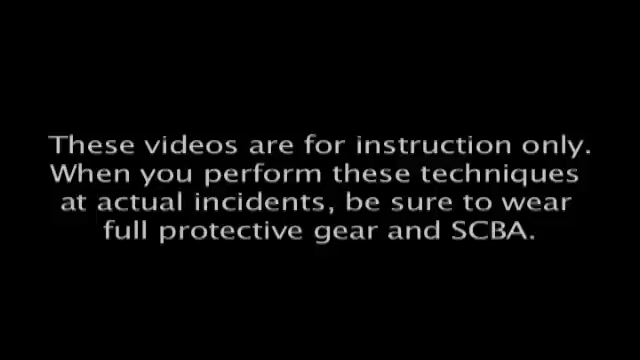 These videos are for instruction only.
When you perform these techniques
at actual incidents, be sure to wear
full protective gear and SCBA.